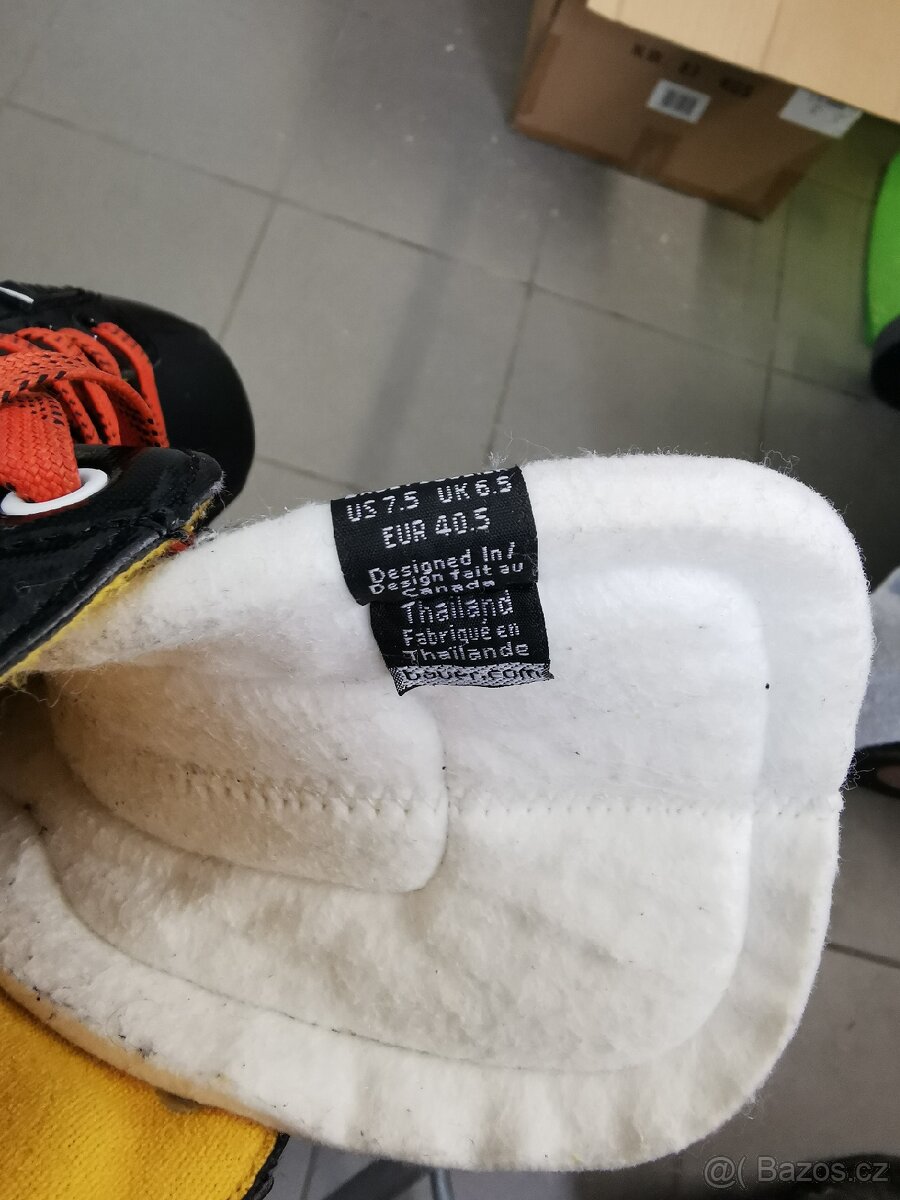 US 7.5 UK 6.5
EUR 40.5
Designed In/
Design fait au
Canada
Thailand
Fabriqué en
Thaïlande
bauer.com
@( Bazos.cz